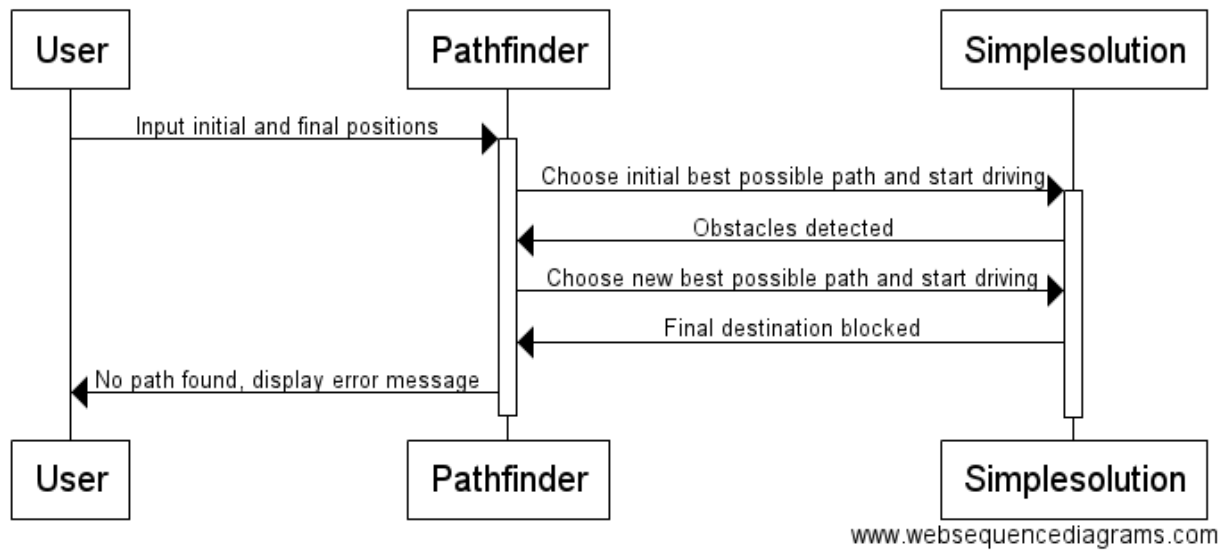 User
Pathfinder
Simplesolution
Input initial and final positions
Choose initial best possible path and start driving
Obstacles detected
Choose new best possible path and start driving
Final destination blocked
No path found, display error message
User
Pathfinder
Simplesolution
www.websequencediagrams.com